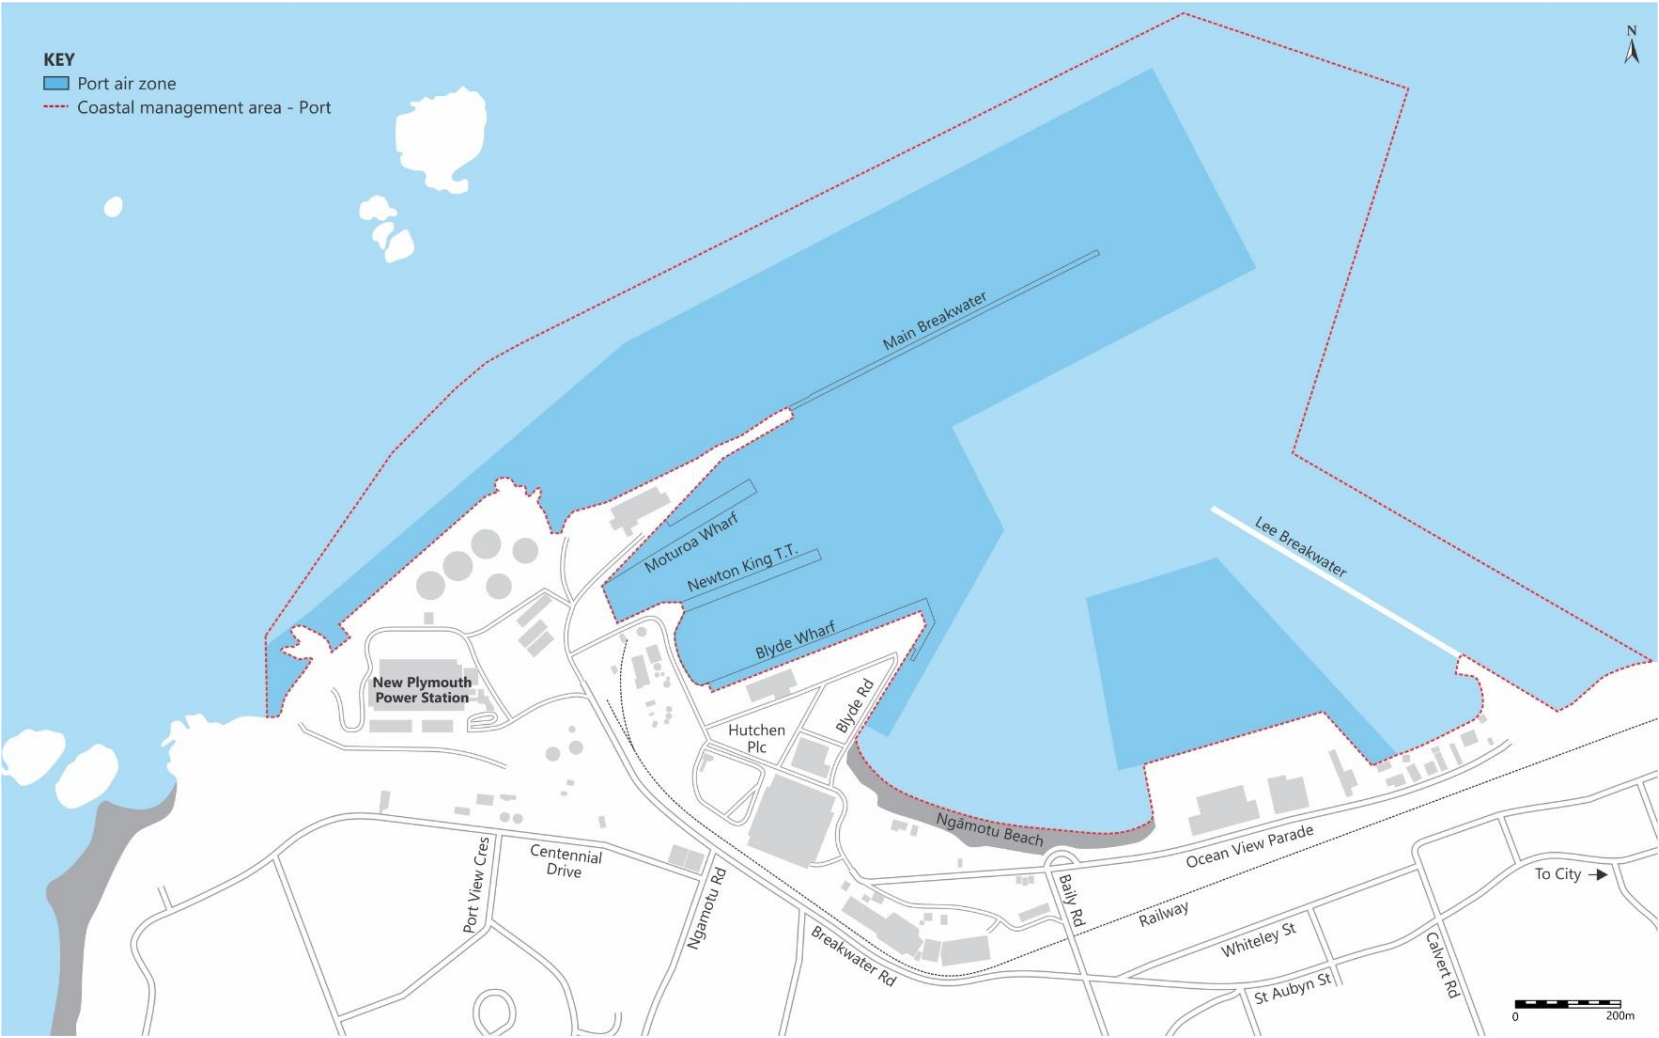 KEY
Port air zone
Coastal management area - Port
N
Main Breakwater
Moturoa Wharf
Newton King T.T.
Blyde Wharf
Lee Breakwater
New Plymouth
Power Station
Hutchen
Plc
Blyde Rd
Ngāmotu Beach
Ocean View Parade
To City
Centennial
Drive
Port View Cres
Ngamotu Rd
Breakwater Rd
Baily Rd
Railway
Whiteley St
St Aubyn St
Calvert Rd
0
200m